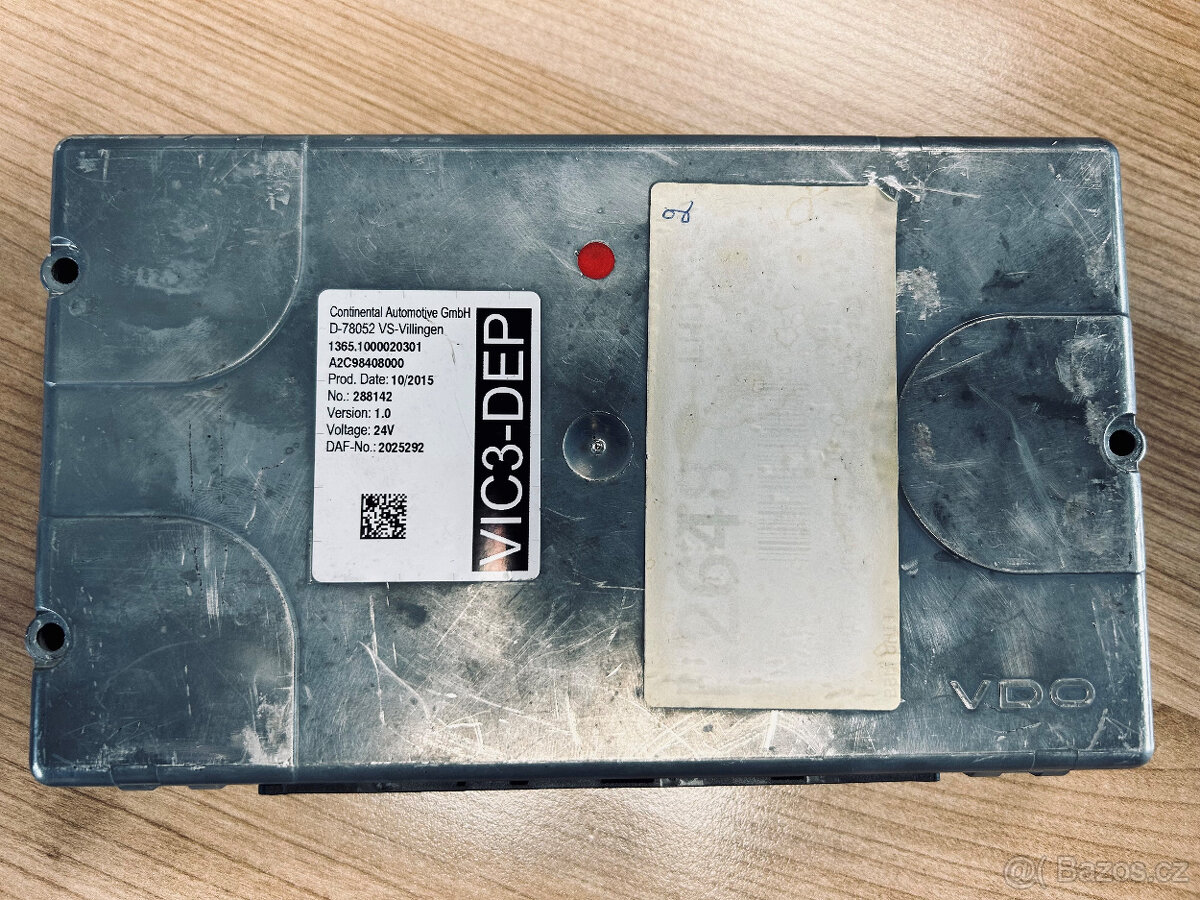 Continental Automotive GmbH
D-78052 VS-Villingen
1365.1000020301
A2C98408000
Prod. Date: 10/2015
No.: 288142
Version: 1.0
Voltage: 24V
DAF-No.: 2025292
VIC3-DEP
VDO
@( Bazos.cz